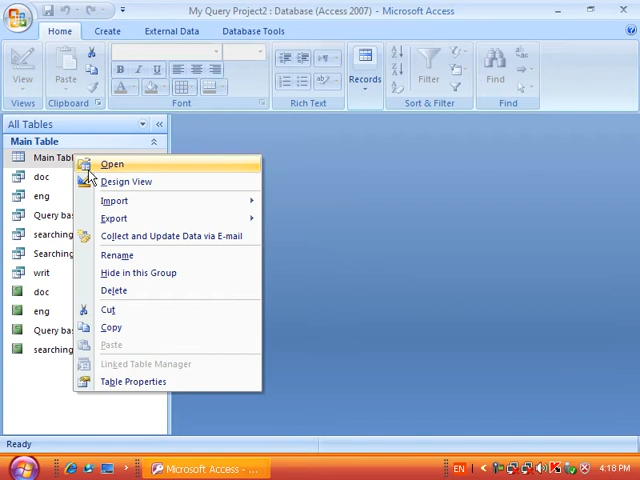 My Query Project2 : Database (Access 2007) - Microsoft Access
Home
Create
External Data
Database Tools
View
Paste
B
I
U
A
ab
Records
Filter
Find
Views
Clipboard
Font
Rich Text
Sort & Filter
Find
All Tables
Main Table
Main Tabl
doc
eng
Query ba
searching
Searching
writ
doc
eng
Query ba
searching
Open
Design View
Import
Export
Collect and Update Data via E-mail
Rename
Hide in this Group
Delete
Cut
Copy
Paste
Linked Table Manager
Table Properties
Ready
Microsoft Access - ...
EN
4:18 PM